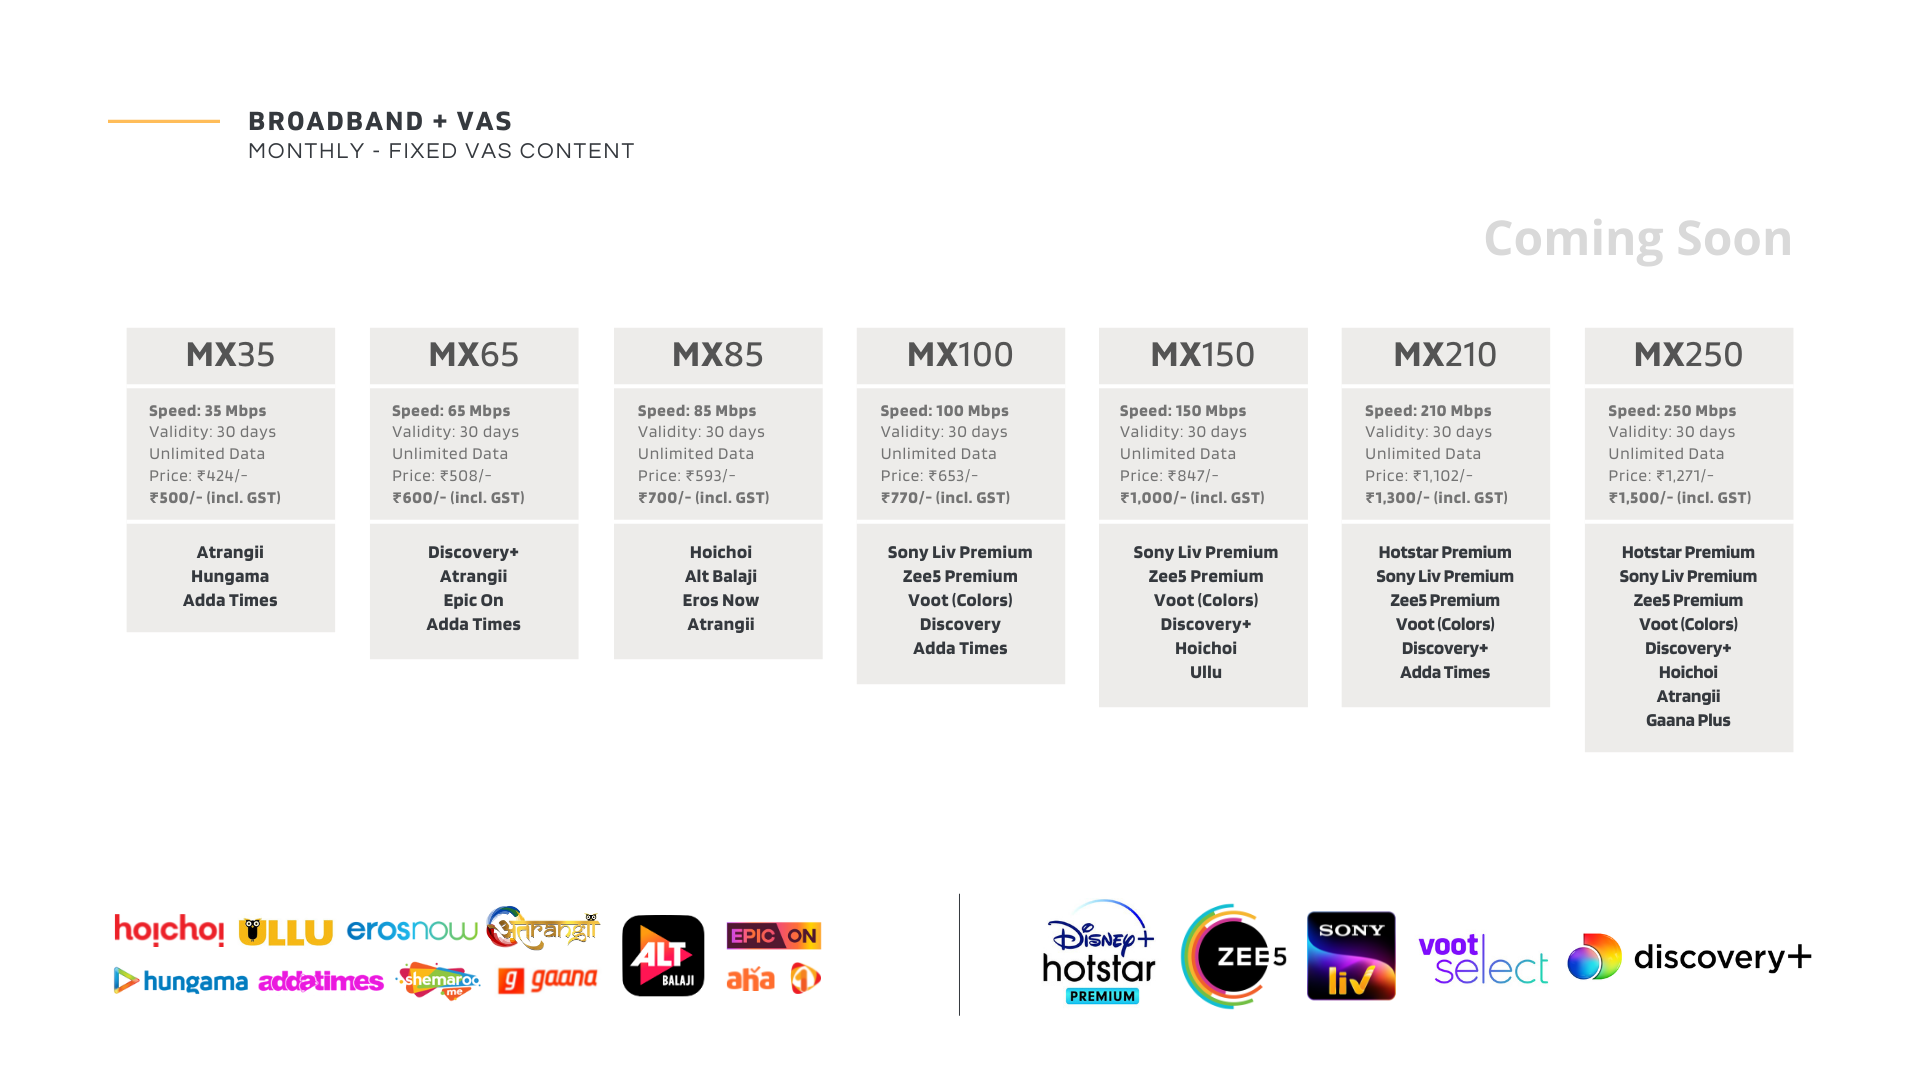 BROADBAND + VAS
MONTHLY - FIXED VAS CONTENT
Coming Soon
MX35
Speed: 35 Mbps
Validity: 30 days
Unlimited Data
Price: ₹424/-
₹500/- (incl. GST)
Atrangii
Hungama
Adda Times
MX65
Speed: 65 Mbps
Validity: 30 days
Unlimited Data
Price: ₹508/-
₹600/- (incl. GST)
Discovery+
Atrangii
Epic On
Adda Times
MX85
Speed: 85 Mbps
Validity: 30 days
Unlimited Data
Price: ₹593/-
₹700/- (incl. GST)
Hoichoi
Alt Balaji
Eros Now
Atrangii
MX100
Speed: 100 Mbps
Validity: 30 days
Unlimited Data
Price: ₹653/-
₹770/- (incl. GST)
Sony Liv Premium
Zee5 Premium
Voot (Colors)
Discovery
Adda Times
MX150
Speed: 150 Mbps
Validity: 30 days
Unlimited Data
Price: ₹847/-
₹1,000/- (incl. GST)
Sony Liv Premium
Zee5 Premium
Voot (Colors)
Discovery+
Hoichoi
Ullu
MX210
Speed: 210 Mbps
Validity: 30 days
Unlimited Data
Price: ₹1,102/-
₹1,300/- (incl. GST)
Hotstar Premium
Sony Liv Premium
Zee5 Premium
Voot (Colors)
Discovery+
Adda Times
MX250
Speed: 250 Mbps
Validity: 30 days
Unlimited Data
Price: ₹1,271/-
₹1,500/- (incl. GST)
Hotstar Premium
Sony Liv Premium
Zee5 Premium
Voot (Colors)
Discovery+
Hoichoi
Atrangii
Gaana Plus
hoichoi ULLU erosnow अतrangii
hungama addatimes shemaroo
me
g gaana
ALT
BALAJI
EPIC ON
aha 1
Disney+
hotstar
PREMIUM
ZEE5
SONY
liv
voot
select
discovery+